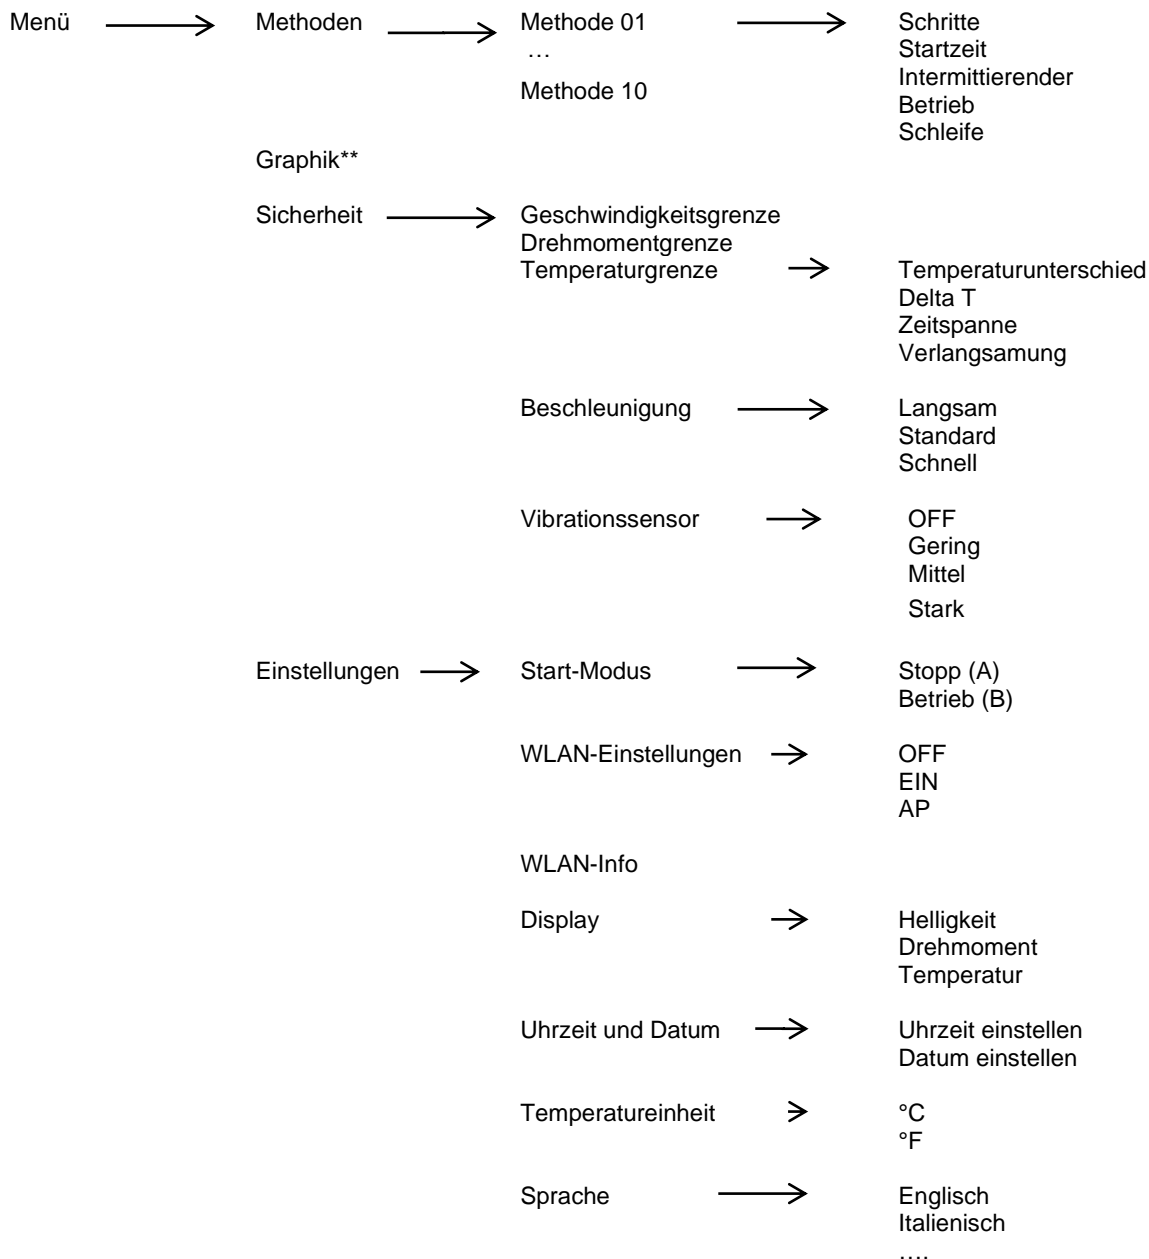 Menü Methoden Methode 01 Schritte
… Startzeit
Intermittierender
Methode 10 Betrieb
Schleife
Graphik**
Sicherheit Geschwindigkeitsgrenze
Drehmomentgrenze
Temperaturgrenze Temperaturunterschied
Delta T
Zeitspanne
Verlangsamung
Beschleunigung Langsam
Standard
Schnell
Vibrationssensor OFF
Gering
Mittel
Stark
Einstellungen Start-Modus Stopp (A)
Betrieb (B)
WLAN-Einstellungen OFF
EIN
AP
WLAN-Info
Display Helligkeit
Drehmoment
Temperatur
Uhrzeit und Datum Uhrzeit einstellen
Datum einstellen
Temperatureinheit °C
°F
Sprache Englisch
Italienisch
….